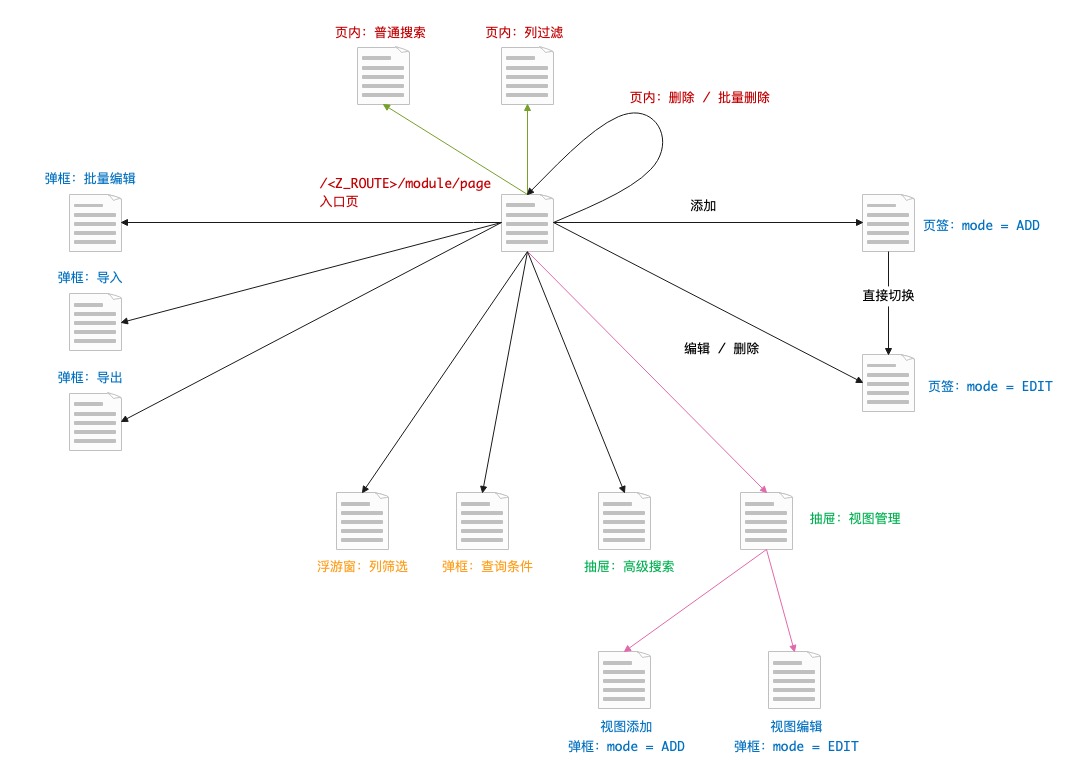 页内：普通搜索
页内：列过滤
页内：删除 / 批量删除
弹框：批量编辑
/<Z_ROUTE>/module/page
入口页
添加
页签：mode = ADD
弹框：导入
直接切换
编辑 / 删除
弹框：导出
页签：mode = EDIT
抽屉：视图管理
浮游窗：列筛选
弹框：查询条件
抽屉：高级搜索
视图添加
弹框：mode = ADD
视图编辑
弹框：mode = EDIT